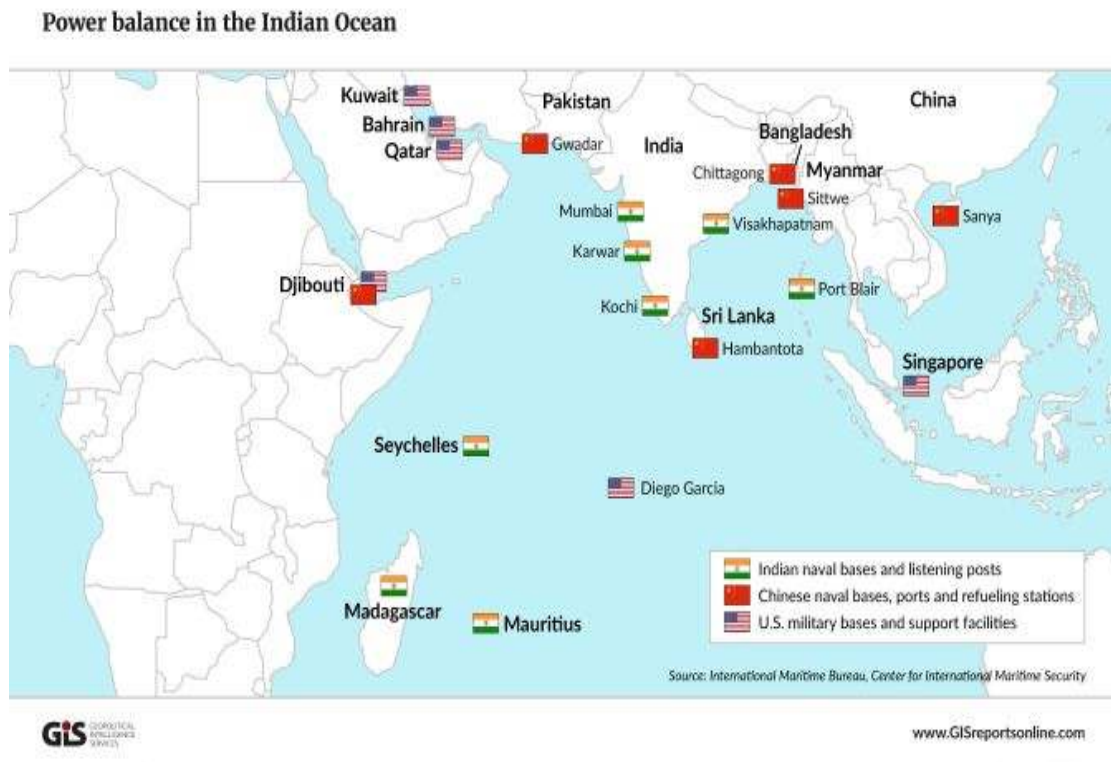 Power balance in the Indian Ocean
Kuwait
Bahrain
Qatar
Pakistan
Gwadar
India
China
Bangladesh
Chittagong
Myanmar
Sittwe
Sanya
Mumbai
Visakhapatnam
Karwar
Djibouti
Port Blair
Kochi
Sri Lanka
Hambantota
Singapore
Seychelles
Diego Garcia
Madagascar
Mauritius
Indian naval bases and listening posts
Chinese naval bases, ports and refueling stations
U.S. military bases and support facilities
Source: International Maritime Bureau, Center for International Maritime Security
GIS
GEOPOLITICAL
INTELLIGENCE
SERVICES
www.GISreportsonline.com